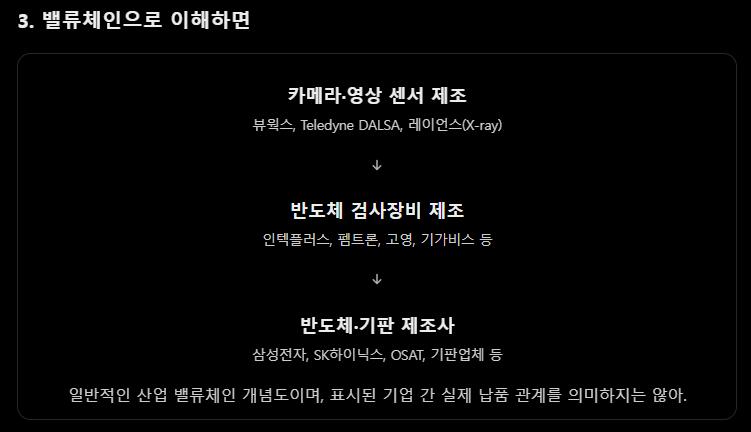 3. 밸류체인으로 이해하면
카메라·영상 센서 제조
뷰웍스, Teledyne DALSA, 레이언스(X-ray)
↓
반도체 검사장비 제조
인텍플러스, 펨트론, 고영, 기가비스 등
↓
반도체·기판 제조사
삼성전자, SK하이닉스, OSAT, 기판업체 등
일반적인 산업 밸류체인 개념도이며, 표시된 기업 간 실제 납품 관계를 의미하지는 않아.